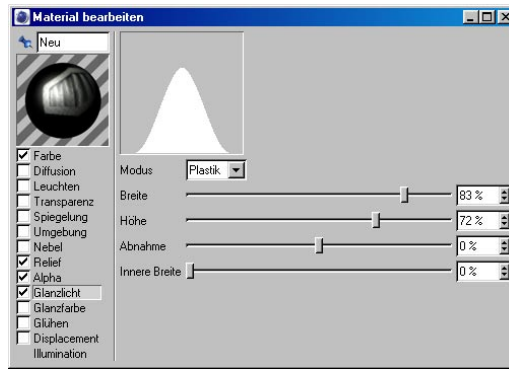 Material bearbeiten
Neu
Farbe
Diffusion
Leuchten
Transparenz
Spiegelung
Umgebung
Nebel
Relief
Alpha
Glanzlicht
Glanzfarbe
Glühen
Displacement
Illumination
Modus Plastik
Breite 83 %
Höhe 72 %
Abnahme 0 %
Innere Breite 0 %